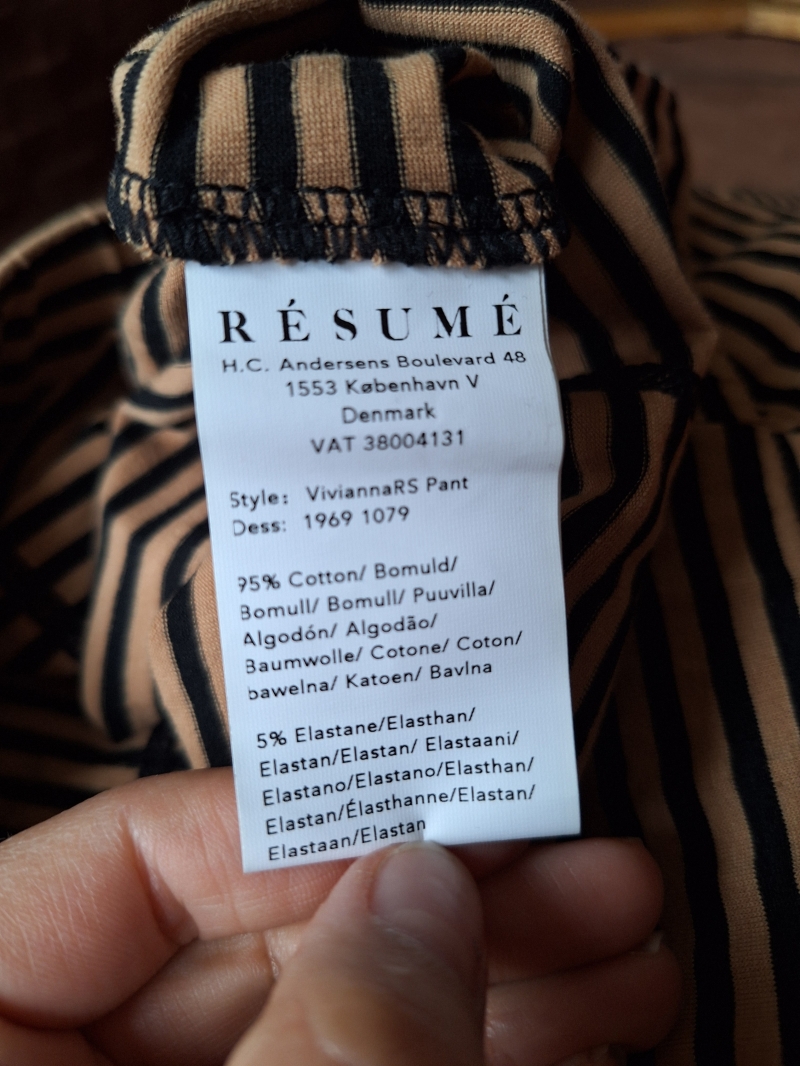 RÉSUMÉ
H.C. Andersens Boulevard 48
1553 København V
Denmark
VAT 38004131
Style: ViviannaRS Pant
Dess: 1969 1079
95% Cotton/ Bomuld/
Bomull/ Bomull/ Puuvilla/
Algodón/ Algodão/
Baumwolle/ Cotone/ Coton/
bawelna/ Katoen/ Bavlna
5% Elastane/Elasthan/
Elastan/Elastan/ Elastaani/
Elastano/Elastano/Elasthan/
Elastan/Élasthanne/Elastan/
Elastaan/Elastan